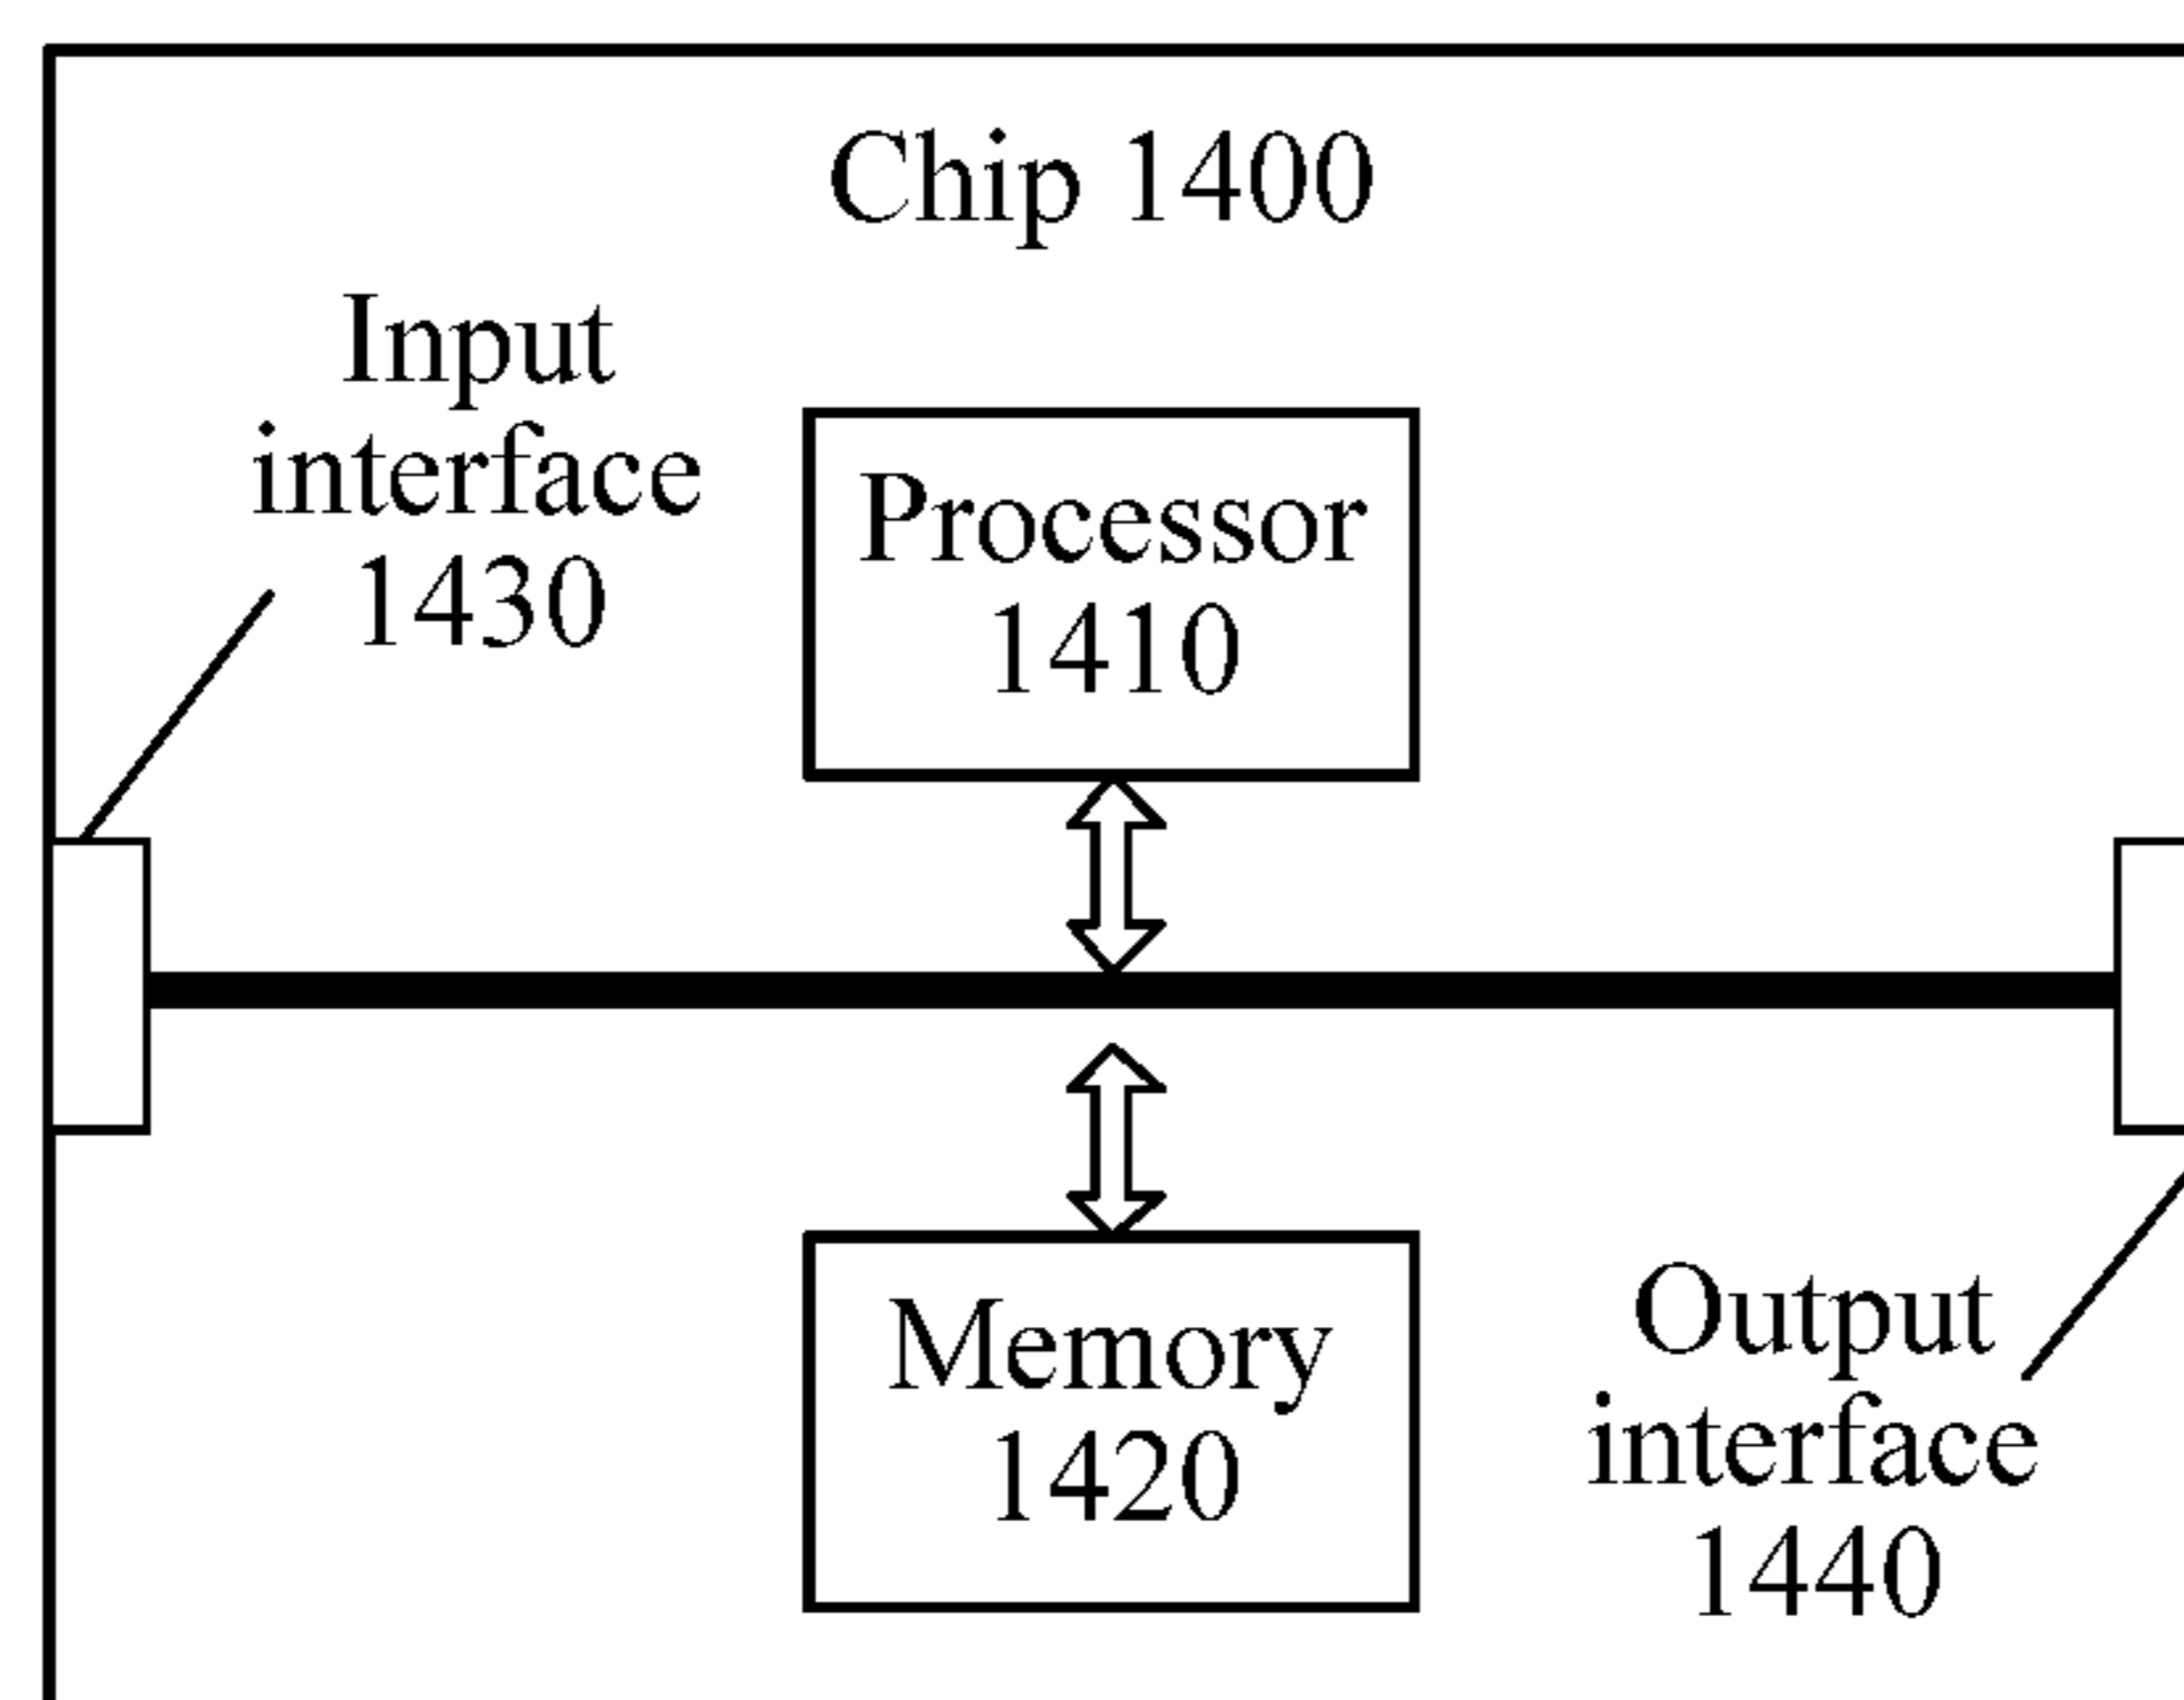 Chip 1400
Input
interface
1430
Processor
1410
Memory
1420
Output
interface
1440